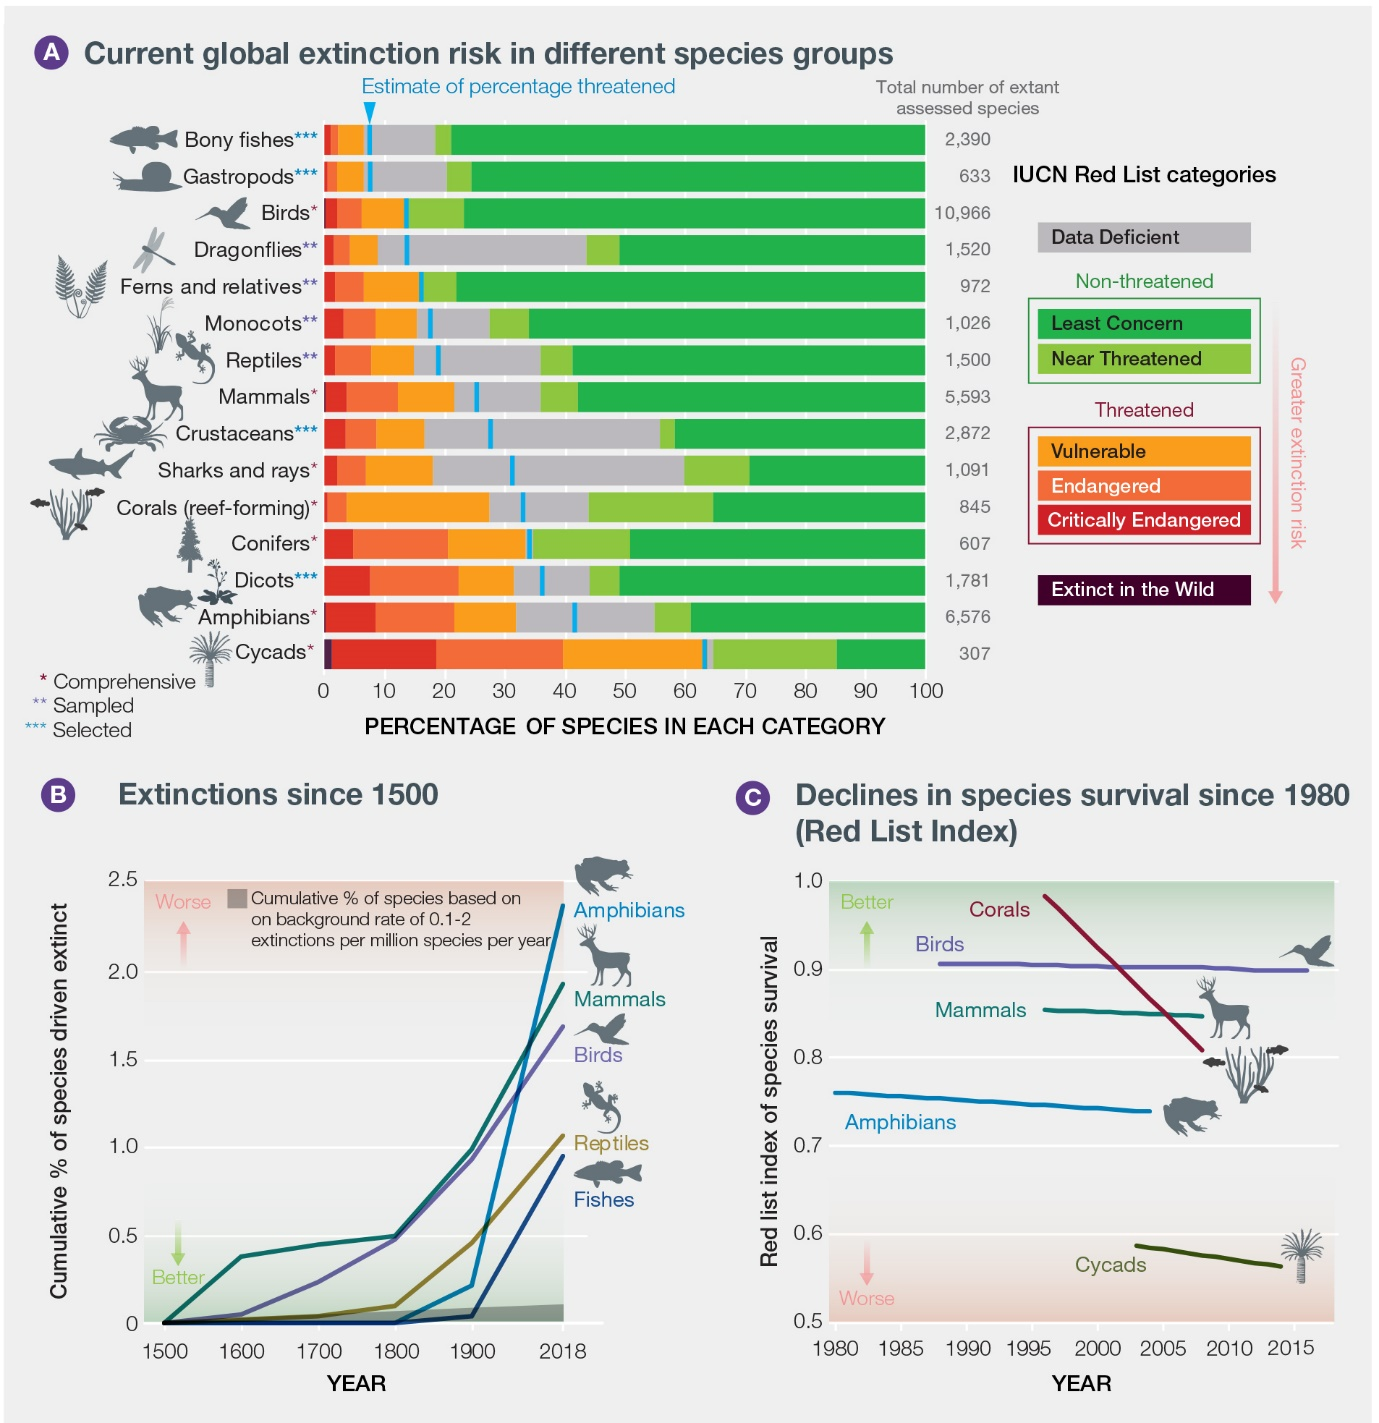 A Current global extinction risk in different species groups
Estimate of percentage threatened
Total number of extant
assessed species
Bony fishes*** 2,390
Gastropods*** 633
Birds* 10,966
Dragonflies** 1,520
Ferns and relatives** 972
Monocots** 1,026
Reptiles** 1,500
Mammals* 5,593
Crustaceans*** 2,872
Sharks and rays* 1,091
Corals (reef-forming)* 845
Conifers* 607
Dicots*** 1,781
Amphibians* 6,576
Cycads* 307
0 10 20 30 40 50 60 70 80 90 100
PERCENTAGE OF SPECIES IN EACH CATEGORY
* Comprehensive
** Sampled
*** Selected
IUCN Red List categories
Data Deficient
Non-threatened
Least Concern
Near Threatened
Threatened
Vulnerable
Endangered
Critically Endangered
Extinct in the Wild
Greater extinction risk
B Extinctions since 1500
Cumulative % of species driven extinct
2.5
2.0
1.5
1.0
0.5
0
Worse
Better
Cumulative % of species based on
on background rate of 0.1-2
extinctions per million species per year
Amphibians
Mammals
Birds
Reptiles
Fishes
1500 1600 1700 1800 1900 2018
YEAR
C Declines in species survival since 1980
(Red List Index)
Red list index of species survival
1.0
0.9
0.8
0.7
0.6
0.5
Better
Corals
Birds
Mammals
Amphibians
Cycads
Worse
1980 1985 1990 1995 2000 2005 2010 2015
YEAR